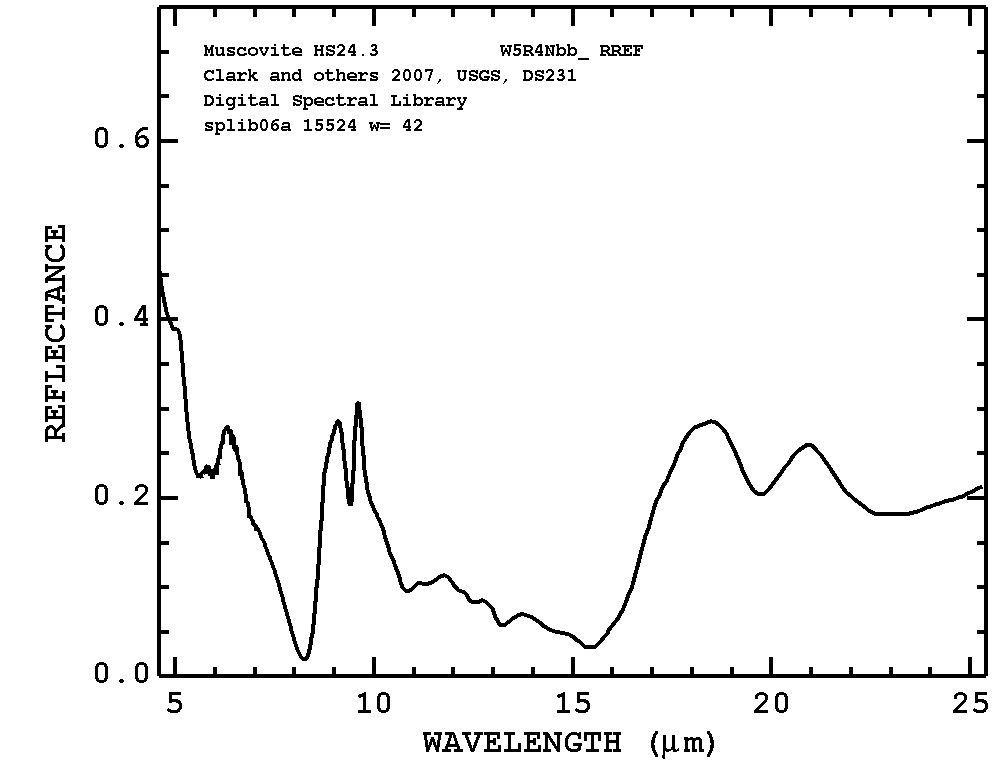 Muscovite HS24.3 W5R4Nbb_ RREF
Clark and others 2007, USGS, DS231
Digital Spectral Library
splib06a 15524 w= 42
0.6
0.4
0.2
0.0
REFLECTANCE
5 10 15 20 25
WAVELENGTH (μm)